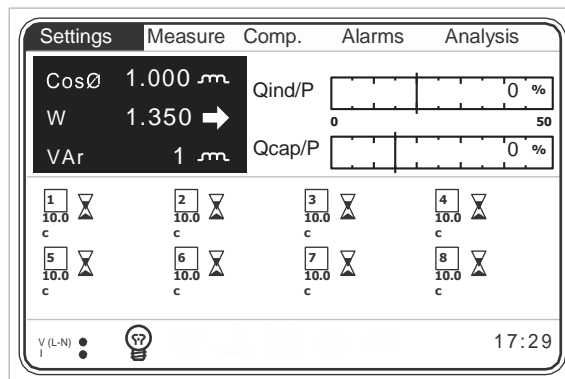 Settings Measure Comp. Alarms Analysis
CosØ 1.000
W 1.350
VAr 1
Qind/P 0 %
0 50
Qcap/P 0 %
1 2 3 4
10.0 10.0 10.0 10.0
c c c c
5 6 7 8
10.0 10.0 10.0 10.0
c c c c
V (L-N)
I
17:29